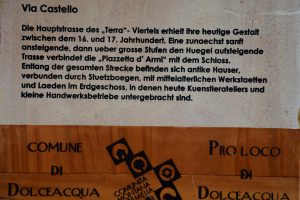 Via Castello
Die Hauptstrasse des „Terra“- Viertels erhielt ihre heutige Gestalt
zwischen dem 16. und 17. Jahrhundert. Eine zunaechst sanft
ansteigende, dann ueber grosse Stufen den Huegel aufsteigende
Trasse verbindet die „Piazzetta d' Armi“ mit dem Schloss.
Entlang der gesamten Strecke befinden sich antike Hauser,
verbunden durch Stuetzboegen, mit mittelalterlichen Werkstaetten
und Laeden im Erdgeschoss, in denen heute Kuenstlerateliers und
kleine Handwerksbetriebe untergebracht sind.
COMUNE
DI
DOLCEACQUA
COMUNITÀ
MONTANA
PRO LOCO
DI
DOLCEACQUA